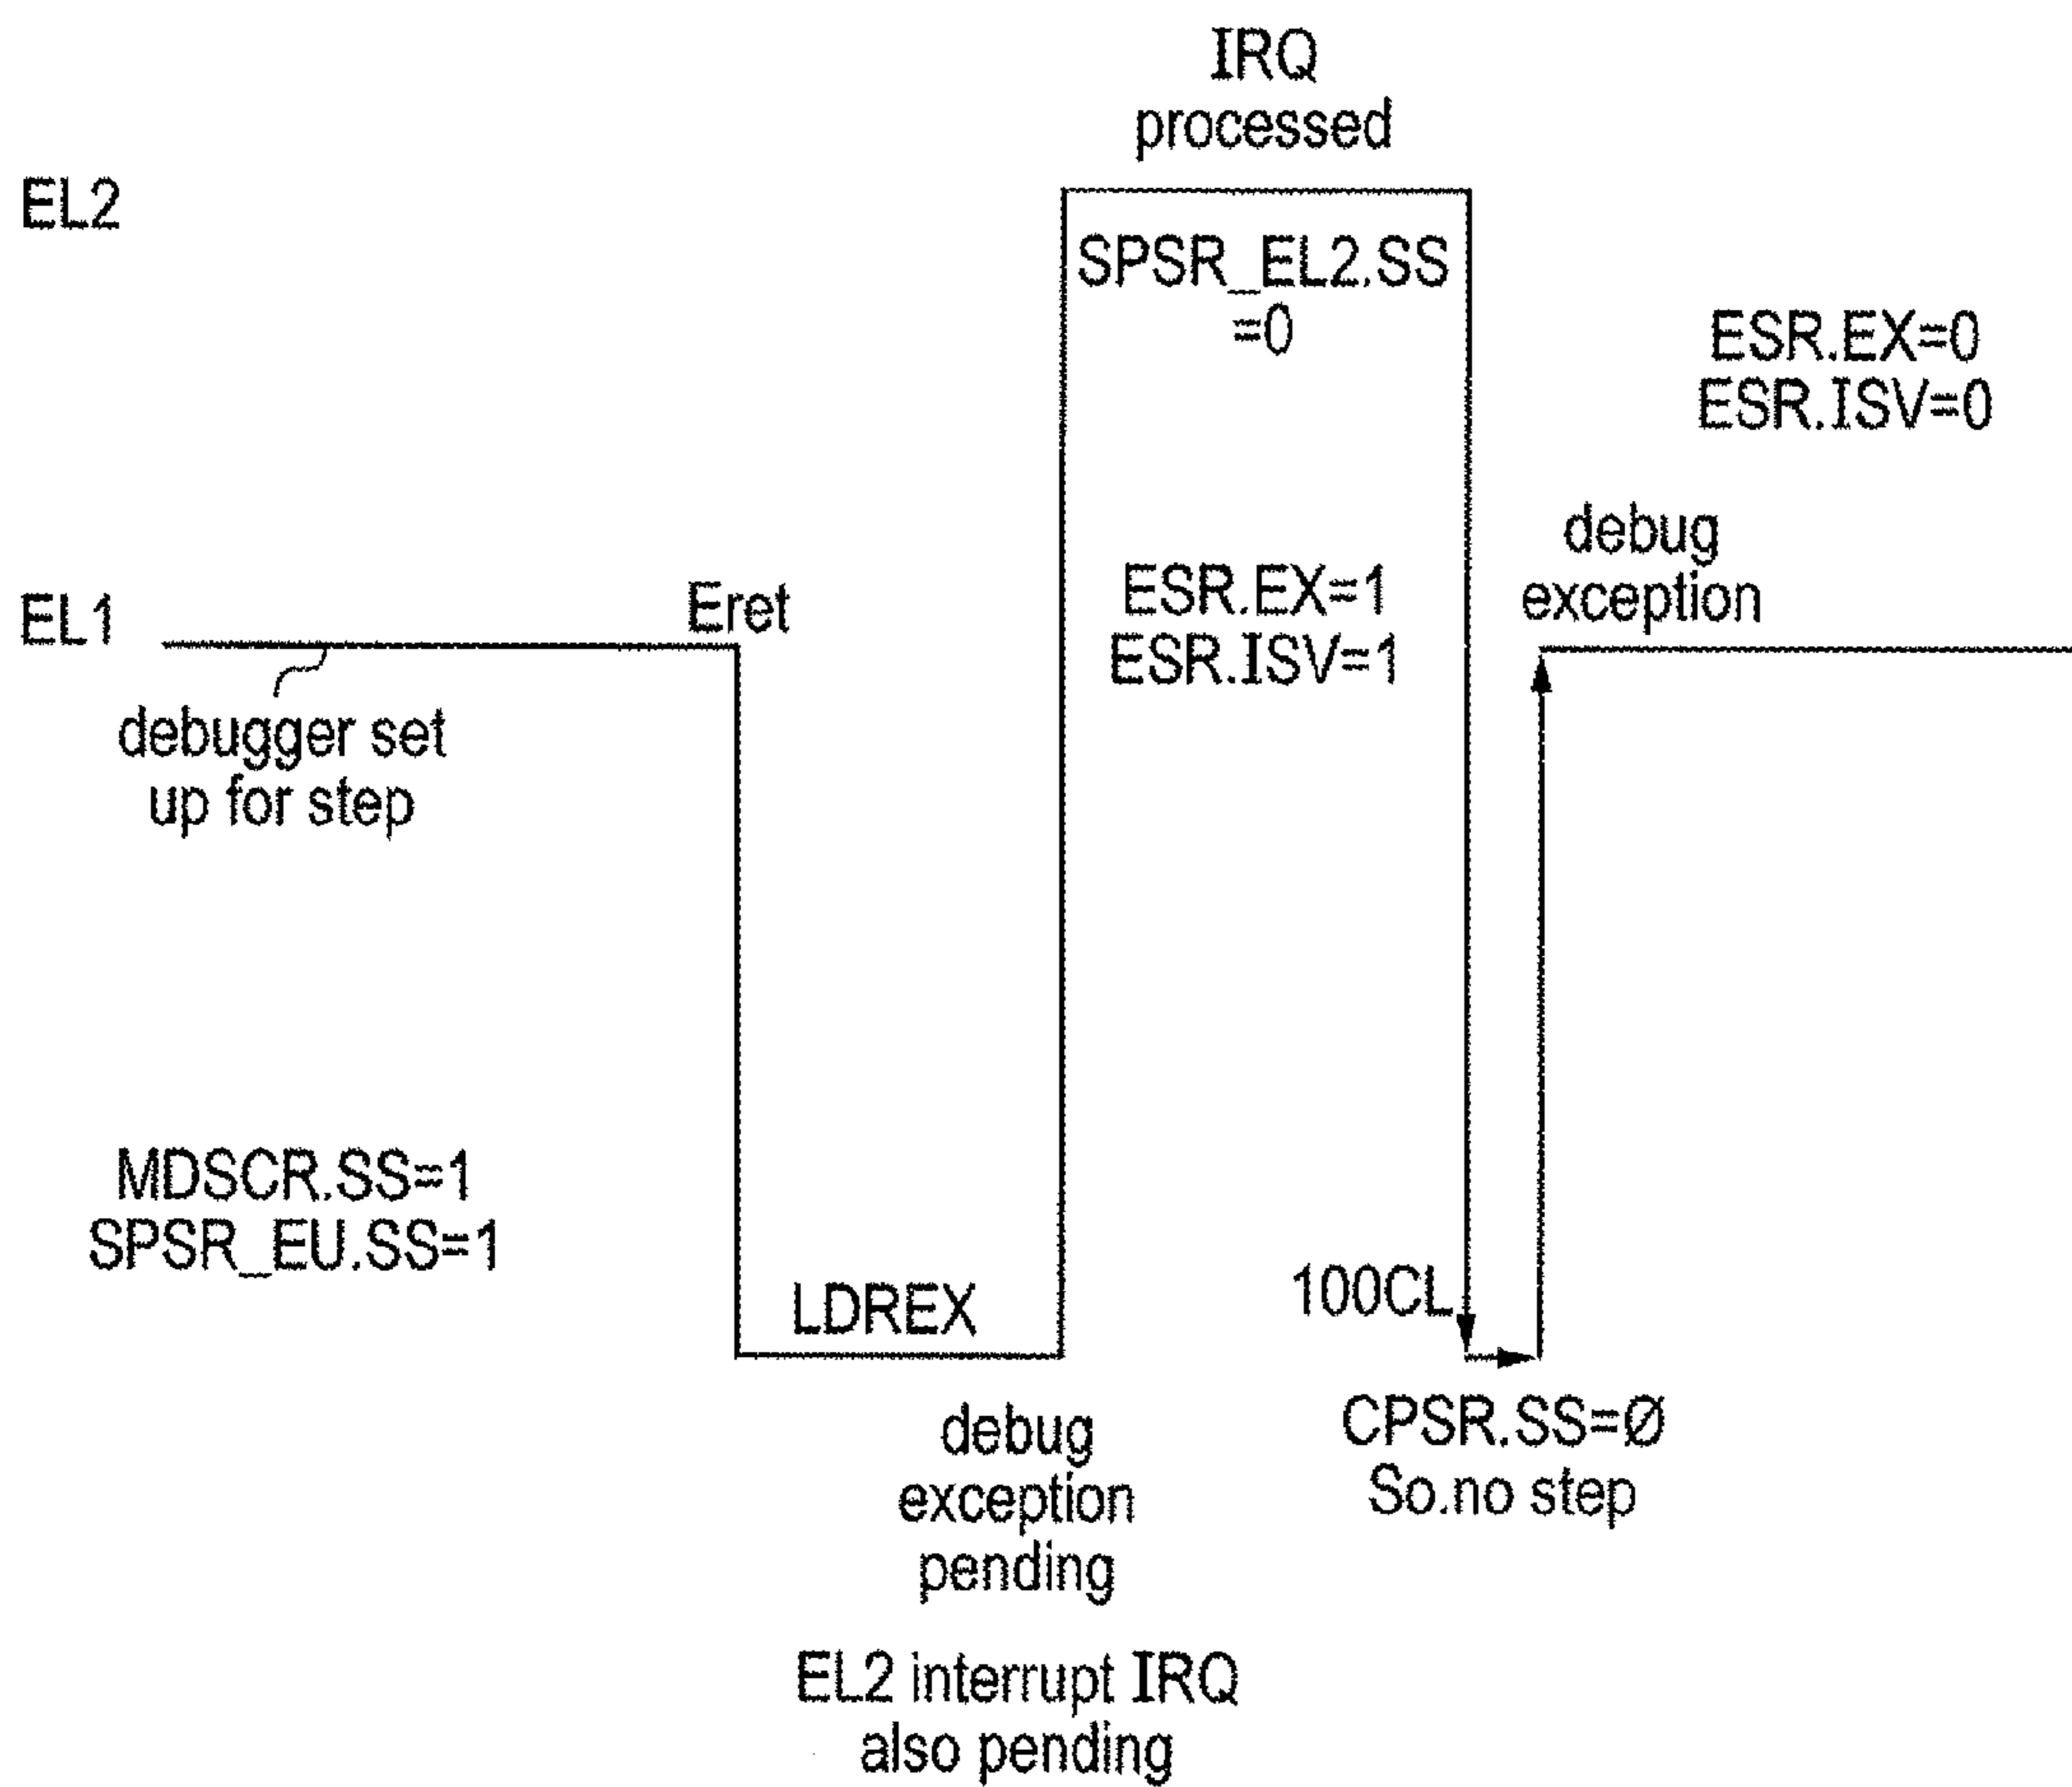 IRQ
processed
EL2
SPSR_EL2.SS
=0
ESR.EX=0
ESR.ISV=0
debug
exception
EL1
Eret
ESR.EX=1
ESR.ISV=1
debugger set
up for step
MDSCR.SS=1
SPSR_EU.SS=1
LDREX
100CL
debug
exception
pending
CPSR.SS=Ø
So.no step
EL2 interrupt IRQ
also pending